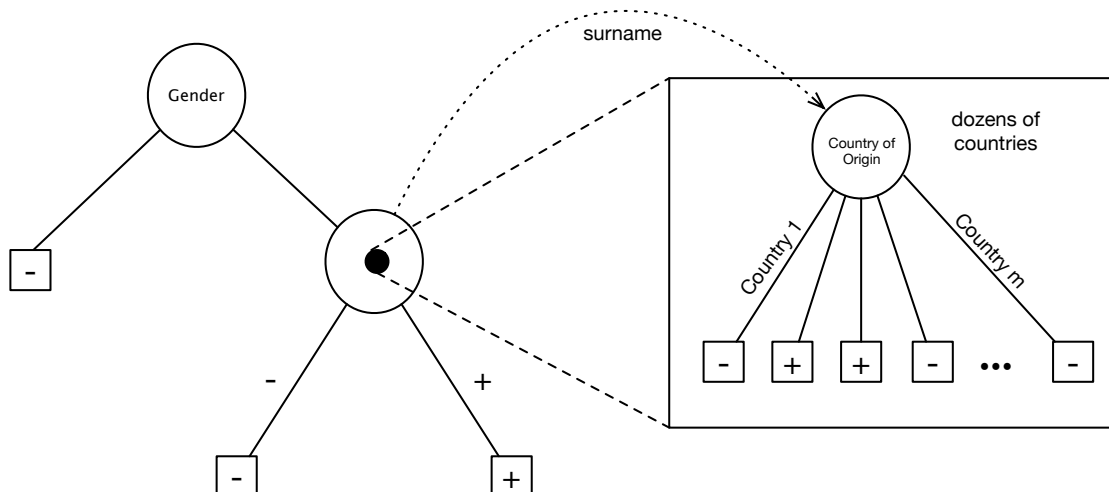 surname
Gender
dozens of
countries
Country of
Origin
Country 1
Country m
-
-
+
+
-
...
-
-
+
-
+